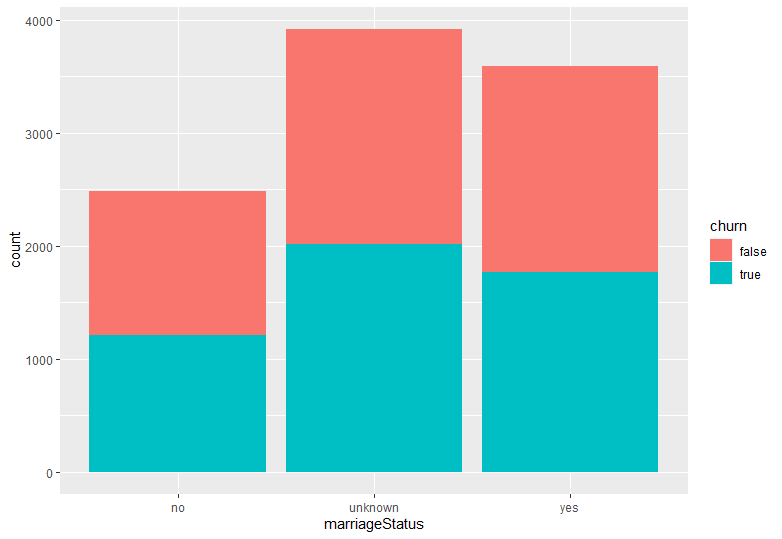 4000
3000
2000
1000
0
count
no unknown yes
marriageStatus
churn
false
true